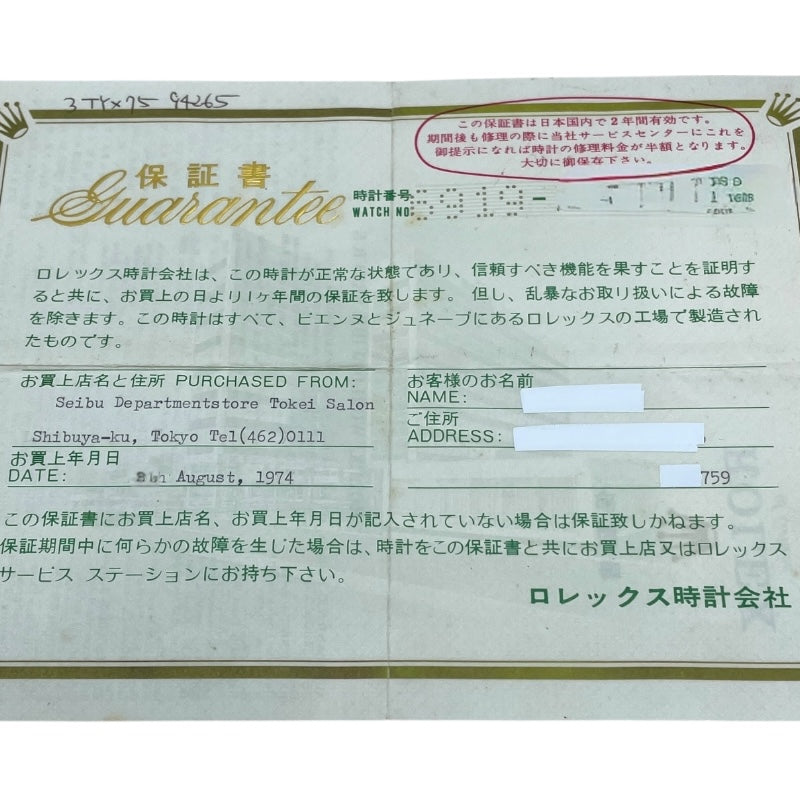 3TYx75 94265
この保証書は日本国内で2年間有効です。
期間後も修理の際に当社サービスセンターにこれを
御提示になれば時計の修理料金が半額となります。
大切に御保存下さい。
保証書
Guarantee
時計番号
WATCH NO.
6919-
ロレックス時計会社は、この時計が正常な状態であり、信頼すべき機能を果すことを証明す
ると共に、お買上の日より1ヶ年間の保証を致します。 但し、乱暴なお取り扱いによる故障
を除きます。この時計はすべて、ビエンヌとジュネーブにあるロレックスの工場で製造され
たものです。
お買上店名と住所 PURCHASED FROM:
Seibu Departmentstore Tokei Salon
Shibuya-ku, Tokyo Tel(462)0111
お買上年月日
DATE: August, 1974
お客様のお名前
NAME:
ご住所
ADDRESS:
759
この保証書にお買上店名、お買上年月日が記入されていない場合は保証致しかねます。
保証期間中に何らかの故障を生じた場合は、時計をこの保証書と共にお買上店又はロレックス
サービス ステーションにお持ち下さい。
ロレックス時計会社